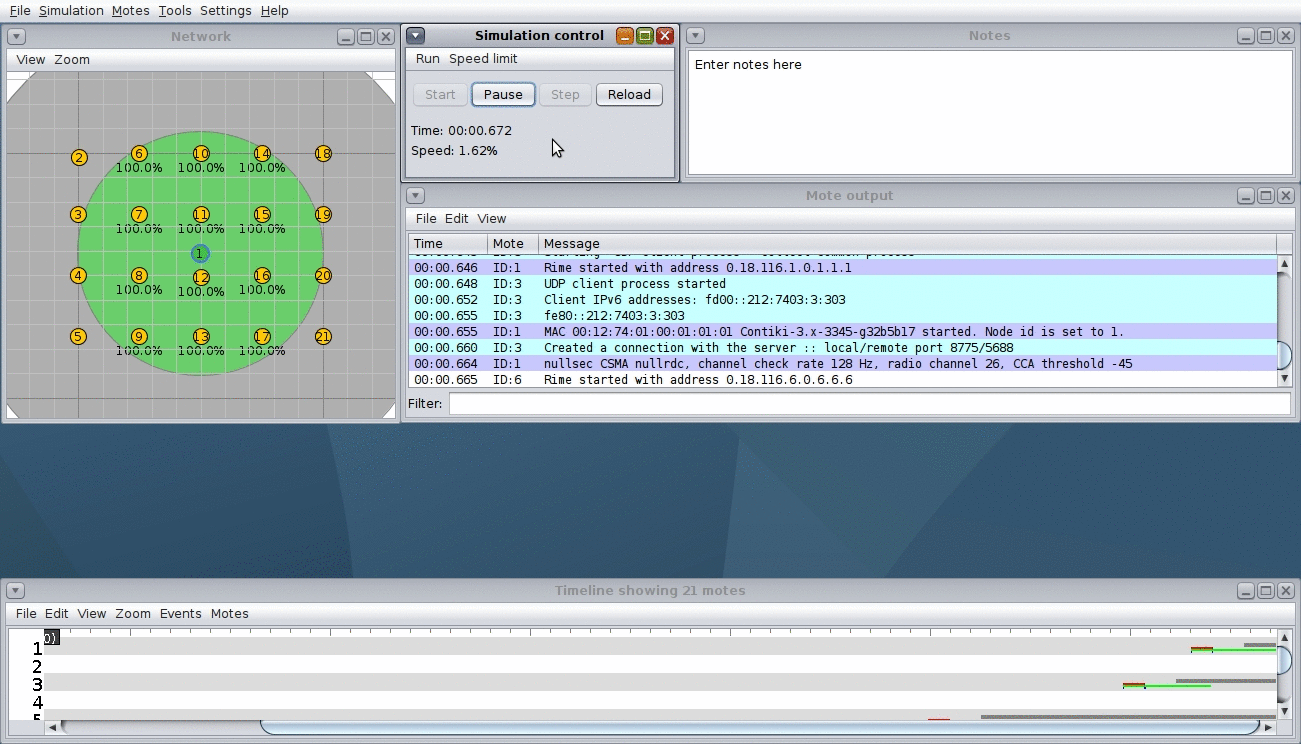 File Simulation Motes Tools Settings Help
Network
View Zoom
2 6 10 14 18
100.0% 100.0% 100.0%
3 7 11 15 19
100.0% 100.0% 100.0%
1
4 8 12 16 20
100.0% 100.0% 100.0%
5 9 13 17 21
100.0% 100.0% 100.0%
Simulation control
Run Speed limit
Start Pause Step Reload
Time: 00:00.672
Speed: 1.62%
Notes
Enter notes here
Mote output
File Edit View
Time Mote Message
00:00.646 ID:1 Rime started with address 0.18.116.1.0.1.1.1
00:00.648 ID:3 UDP client process started
00:00.652 ID:3 Client IPv6 addresses: fd00::212:7403:3:303
00:00.655 ID:3 fe80::212:7403:3:303
00:00.655 ID:1 MAC 00:12:74:01:00:01:01:01 Contiki-3.x-3345-g32b5b17 started. Node id is set to 1.
00:00.660 ID:3 Created a connection with the server :: local/remote port 8775/5688
00:00.664 ID:1 nullsec CSMA nullrdc, channel check rate 128 Hz, radio channel 26, CCA threshold -45
00:00.665 ID:6 Rime started with address 0.18.116.6.0.6.6.6
Filter:
Timeline showing 21 motes
File Edit View Zoom Events Motes
0)
1
2
3
4
5